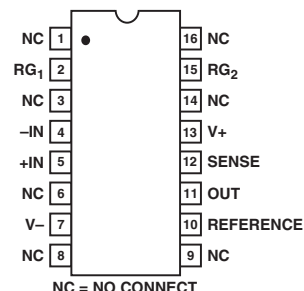 NC 1 16 NC
RG₁ 2 15 RG₂
NC 3 14 NC
–IN 4 13 V+
+IN 5 12 SENSE
NC 6 11 OUT
V– 7 10 REFERENCE
NC 8 9 NC
NC = NO CONNECT